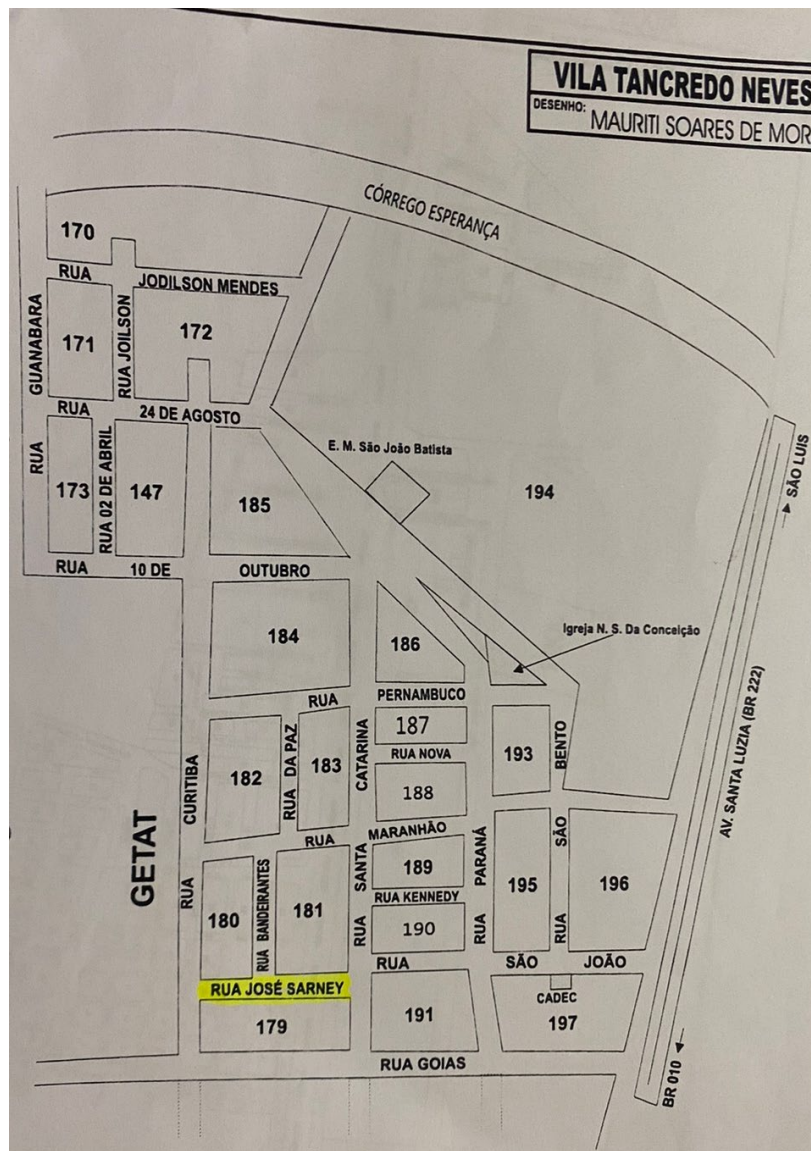 VILA TANCREDO NEVES
DESENHO: MAURITI SOARES DE MOR
CÓRREGO ESPERANÇA
170
RUA JODILSON MENDES
RUA GUANABARA
171
RUA JOILSON
172
RUA 24 DE AGOSTO
173
RUA 02 DE ABRIL
147
185
E. M. São João Batista
194
SÃO LUIS
RUA 10 DE OUTUBRO
184
186
Igreja N. S. Da Conceição
RUA PERNAMBUCO
187
RUA NOVA
193
RUA SÃO BENTO
AV. SANTA LUZIA (BR 222)
RUA CURITIBA
182
RUA DA PAZ
183
RUA SANTA CATARINA
188
GETAT
RUA MARANHÃO
RUA PARANÁ
189
195
196
180
RUA BANDEIRANTES
181
RUA KENNEDY
190
RUA SÃO JOÃO
RUA JOSÉ SARNEY
CADEC
179
191
197
RUA GOIAS
BR 010